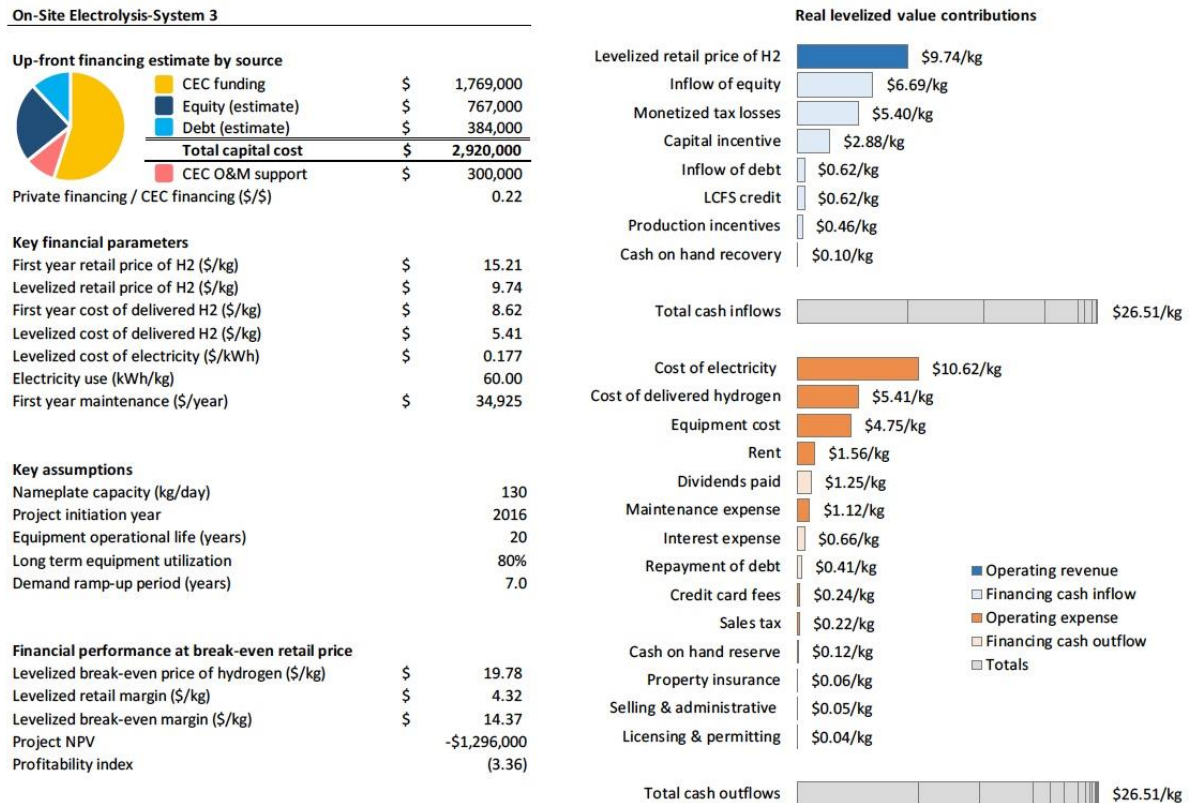 On-Site Electrolysis-System 3
Up-front financing estimate by source
CEC funding $ 1,769,000
Equity (estimate) $ 767,000
Debt (estimate) $ 384,000
Total capital cost $ 2,920,000
CEC O&M support $ 300,000
Private financing / CEC financing ($/$) 0.22
Key financial parameters
First year retail price of H2 ($/kg) $ 15.21
Levelized retail price of H2 ($/kg) $ 9.74
First year cost of delivered H2 ($/kg) $ 8.62
Levelized cost of delivered H2 ($/kg) $ 5.41
Levelized cost of electricity ($/kWh) $ 0.177
Electricity use (kWh/kg) 60.00
First year maintenance ($/year) $ 34,925
Key assumptions
Nameplate capacity (kg/day) 130
Project initiation year 2016
Equipment operational life (years) 20
Long term equipment utilization 80%
Demand ramp-up period (years) 7.0
Financial performance at break-even retail price
Levelized break-even price of hydrogen ($/kg) $ 19.78
Levelized retail margin ($/kg) $ 4.32
Levelized break-even margin ($/kg) $ 14.37
Project NPV -$1,296,000
Profitability index (3.36)
Real levelized value contributions
Levelized retail price of H2 $9.74/kg
Inflow of equity $6.69/kg
Monetized tax losses $5.40/kg
Capital incentive $2.88/kg
Inflow of debt $0.62/kg
LCFS credit $0.62/kg
Production incentives $0.46/kg
Cash on hand recovery $0.10/kg
Total cash inflows $26.51/kg
Cost of electricity $10.62/kg
Cost of delivered hydrogen $5.41/kg
Equipment cost $4.75/kg
Rent $1.56/kg
Dividends paid $1.25/kg
Maintenance expense $1.12/kg
Interest expense $0.66/kg
Repayment of debt $0.41/kg
Credit card fees $0.24/kg
Sales tax $0.22/kg
Cash on hand reserve $0.12/kg
Property insurance $0.06/kg
Selling & administrative $0.05/kg
Licensing & permitting $0.04/kg
Operating revenue
Financing cash inflow
Operating expense
Financing cash outflow
Totals
Total cash outflows $26.51/kg